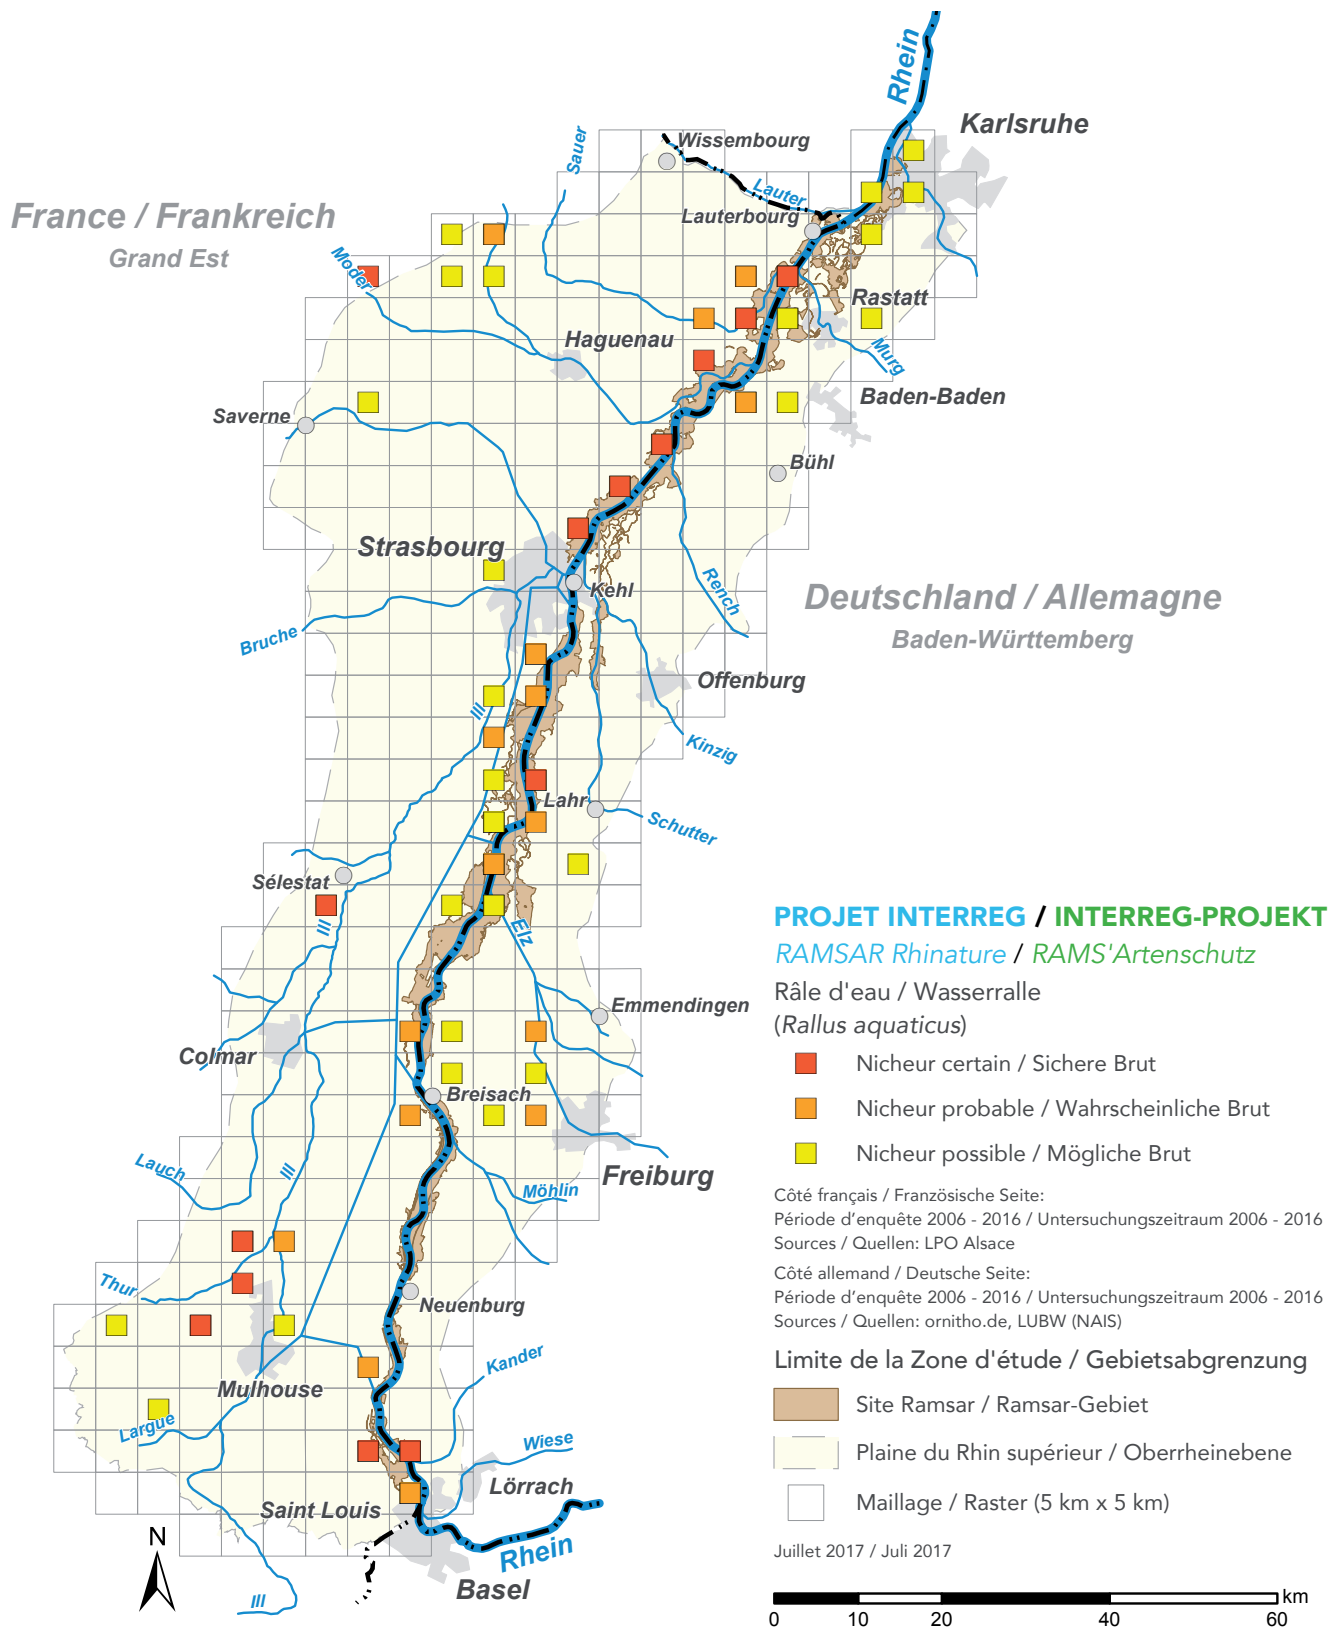 Rhein
Karlsruhe
Sauer
Wissembourg
Lauter
Lauterbourg
France / Frankreich
Grand Est
Moder
Rastatt
Haguenau
Murg
Baden-Baden
Saverne
Bühl
Strasbourg
Kehl
Rench
Deutschland / Allemagne
Baden-Württemberg
Bruche
Offenburg
Ill
Kinzig
Lahr
Schutter
Sélestat
Ill
Elz
Emmendingen
Colmar
Breisach
Lauch
Ill
Freiburg
Möhlin
Thur
Neuenburg
Kander
Mulhouse
Largue
Wiese
Lörrach
Saint Louis
Rhein
Basel
Ill
N
PROJET INTERREG / INTERREG-PROJEKT
RAMSAR Rhinature / RAMS'Artenschutz
Râle d'eau / Wasserralle
(Rallus aquaticus)
Nicheur certain / Sichere Brut
Nicheur probable / Wahrscheinliche Brut
Nicheur possible / Mögliche Brut
Côté français / Französische Seite:
Période d'enquête 2006 - 2016 / Untersuchungszeitraum 2006 - 2016
Sources / Quellen: LPO Alsace
Côté allemand / Deutsche Seite:
Période d'enquête 2006 - 2016 / Untersuchungszeitraum 2006 - 2016
Sources / Quellen: ornitho.de, LUBW (NAIS)
Limite de la Zone d'étude / Gebietsabgrenzung
Site Ramsar / Ramsar-Gebiet
Plaine du Rhin supérieur / Oberrheinebene
Maillage / Raster (5 km x 5 km)
Juillet 2017 / Juli 2017
km
0 10 20 40 60